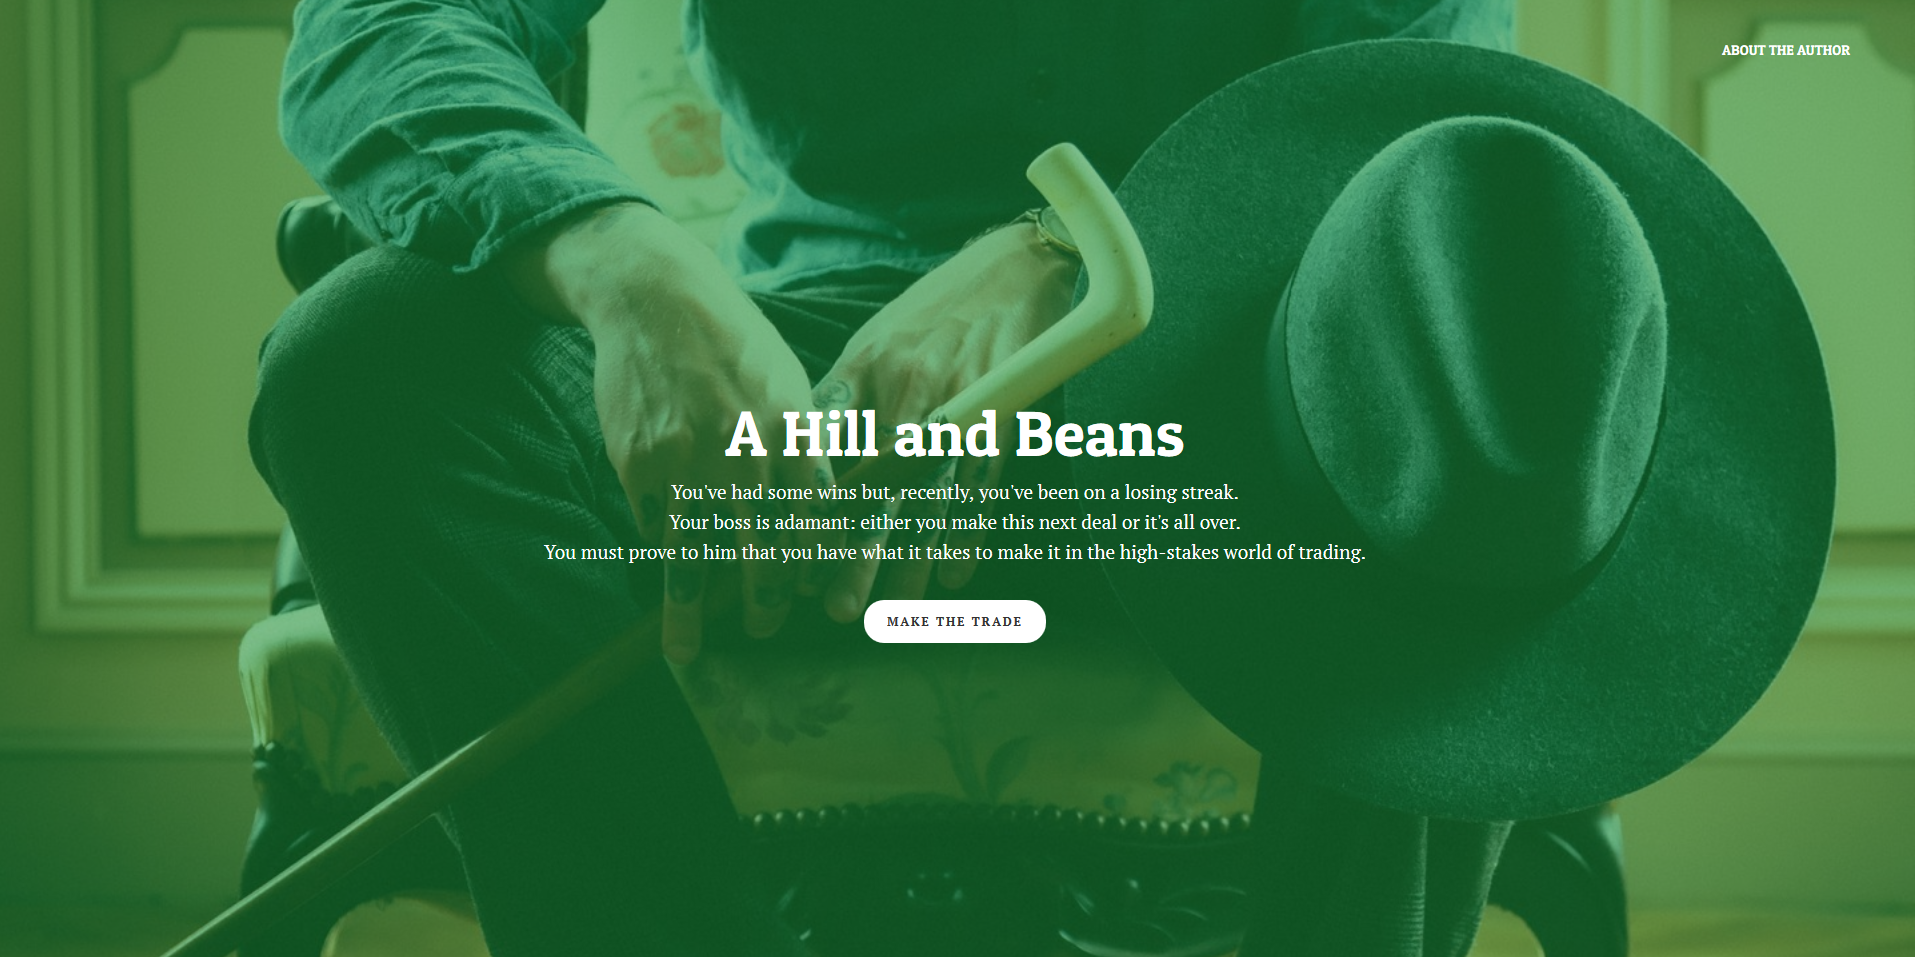 ABOUT THE AUTHOR
A Hill and Beans
You've had some wins but, recently, you've been on a losing streak.
Your boss is adamant: either you make this next deal or it's all over.
You must prove to him that you have what it takes to make it in the high-stakes world of trading.
MAKE THE TRADE